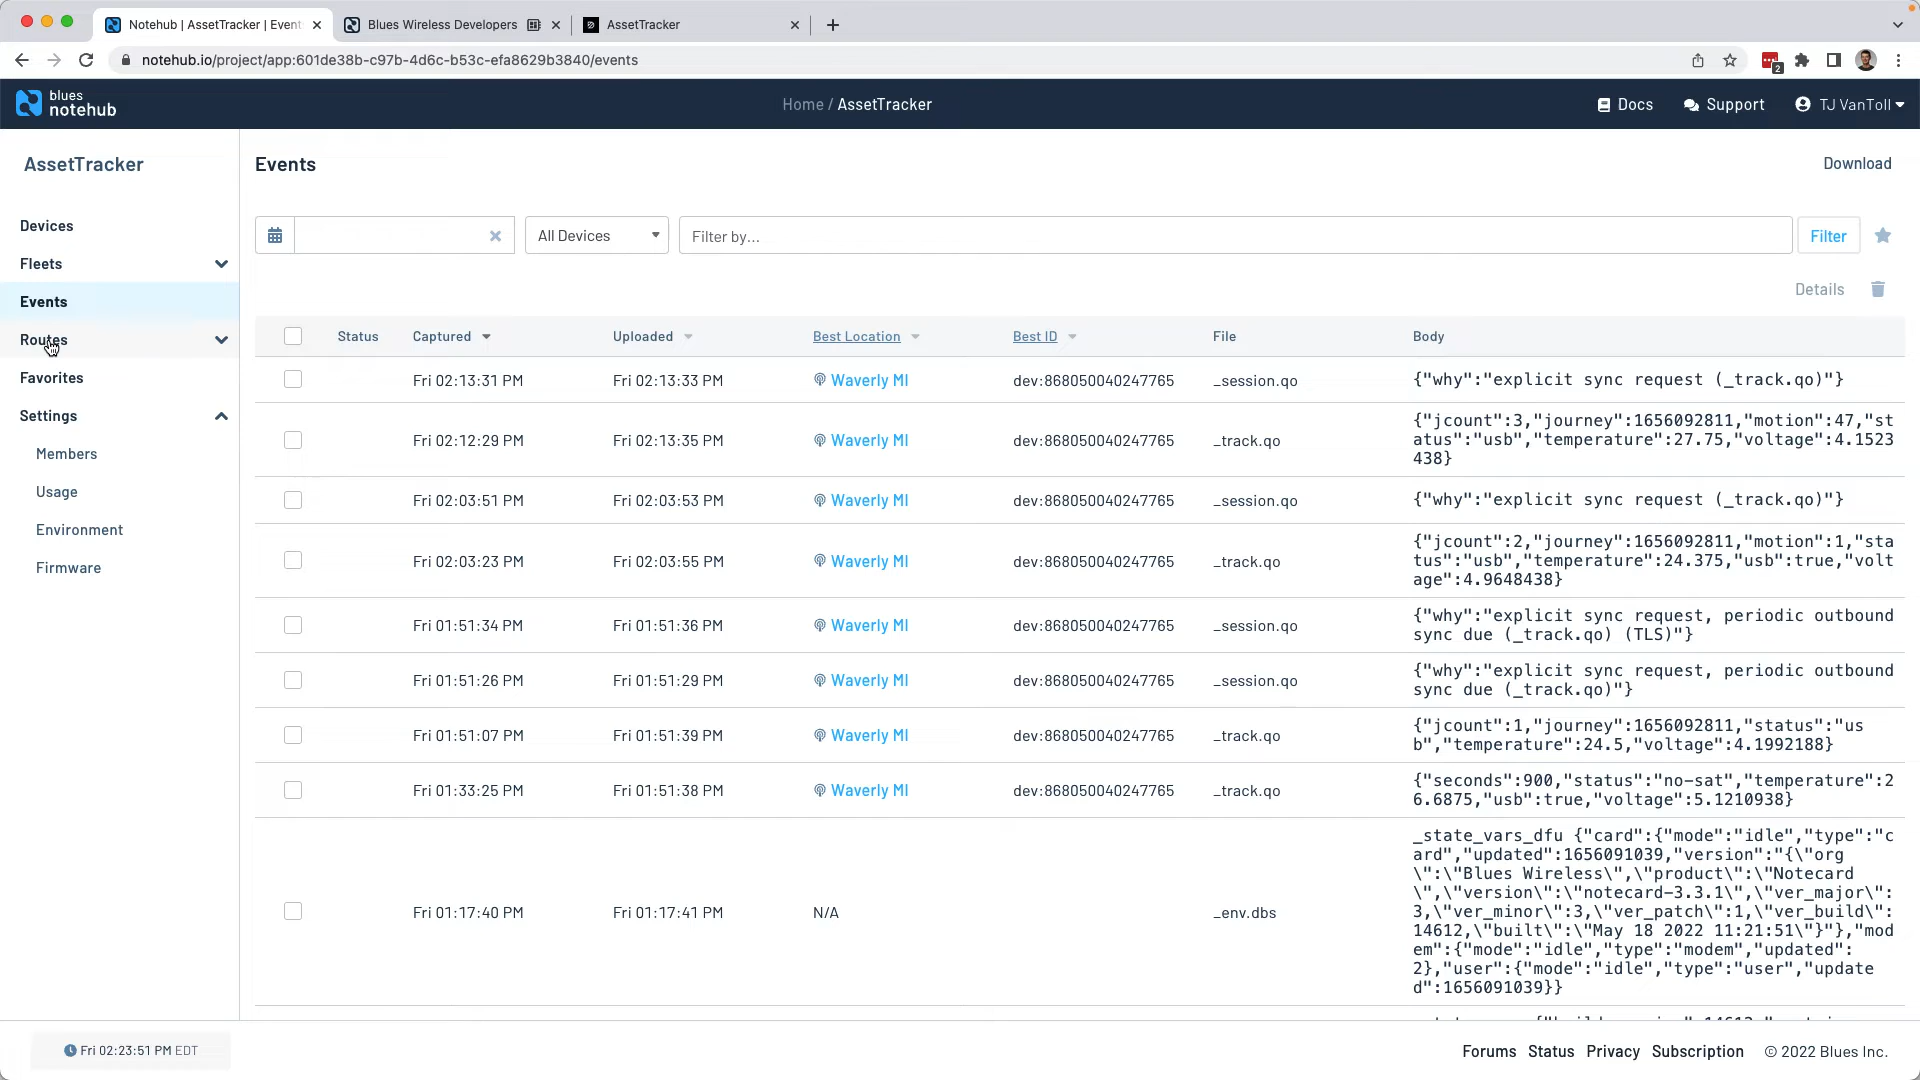 Notehub | AssetTracker | Event
Blues Wireless Developers
AssetTracker
notehub.io/project/app:601de38b-c97b-4d6c-b53c-efa8629b3840/events
2
blues
notehub
Home / AssetTracker
Docs
Support
TJ VanToll
AssetTracker
Devices
Fleets
Events
Routes
Favorites
Settings
Members
Usage
Environment
Firmware
Events
Download
All Devices
Filter by...
Filter
Details
Status Captured Uploaded Best Location Best ID File Body
Fri 02:13:31 PM Fri 02:13:33 PM Waverly MI dev:868050040247765 _session.qo {"why":"explicit sync request (_track.qo)"}
Fri 02:12:29 PM Fri 02:13:35 PM Waverly MI dev:868050040247765 _track.qo {"jcount":3,"journey":1656092811,"motion":47,"st
atus":"usb","temperature":27.75,"voltage":4.1523
438}
Fri 02:03:51 PM Fri 02:03:53 PM Waverly MI dev:868050040247765 _session.qo {"why":"explicit sync request (_track.qo)"}
Fri 02:03:23 PM Fri 02:03:55 PM Waverly MI dev:868050040247765 _track.qo {"jcount":2,"journey":1656092811,"motion":1,"sta
tus":"usb","temperature":24.375,"usb":true,"volt
age":4.9648438}
Fri 01:51:34 PM Fri 01:51:36 PM Waverly MI dev:868050040247765 _session.qo {"why":"explicit sync request, periodic outbound
sync due (_track.qo) (TLS)"}
Fri 01:51:26 PM Fri 01:51:29 PM Waverly MI dev:868050040247765 _session.qo {"why":"explicit sync request, periodic outbound
sync due (_track.qo)"}
Fri 01:51:07 PM Fri 01:51:39 PM Waverly MI dev:868050040247765 _track.qo {"jcount":1,"journey":1656092811,"status":"us
b","temperature":24.5,"voltage":4.1992188}
Fri 01:33:25 PM Fri 01:51:38 PM Waverly MI dev:868050040247765 _track.qo {"seconds":900,"status":"no-sat","temperature":2
6.6875,"usb":true,"voltage":5.1210938}
Fri 01:17:40 PM Fri 01:17:41 PM N/A _env.dbs _state_vars_dfu {"card":{"mode":"idle","type":"c
ard","updated":1656091039,"version":"{\"org
\":\"Blues Wireless\",\"product\":\"Notecard
\",\"version\":\"notecard-3.3.1\",\"ver_major\":
3,\"ver_minor\":3,\"ver_patch\":1,\"ver_build\":
14612,\"built\":\"May 18 2022 11:21:51\"}"},"mod
em":{"mode":"idle","type":"modem","updated":
2},"user":{"mode":"idle","type":"user","update
d":1656091039}}
Fri 02:23:51 PM EDT
Forums Status Privacy Subscription © 2022 Blues Inc.